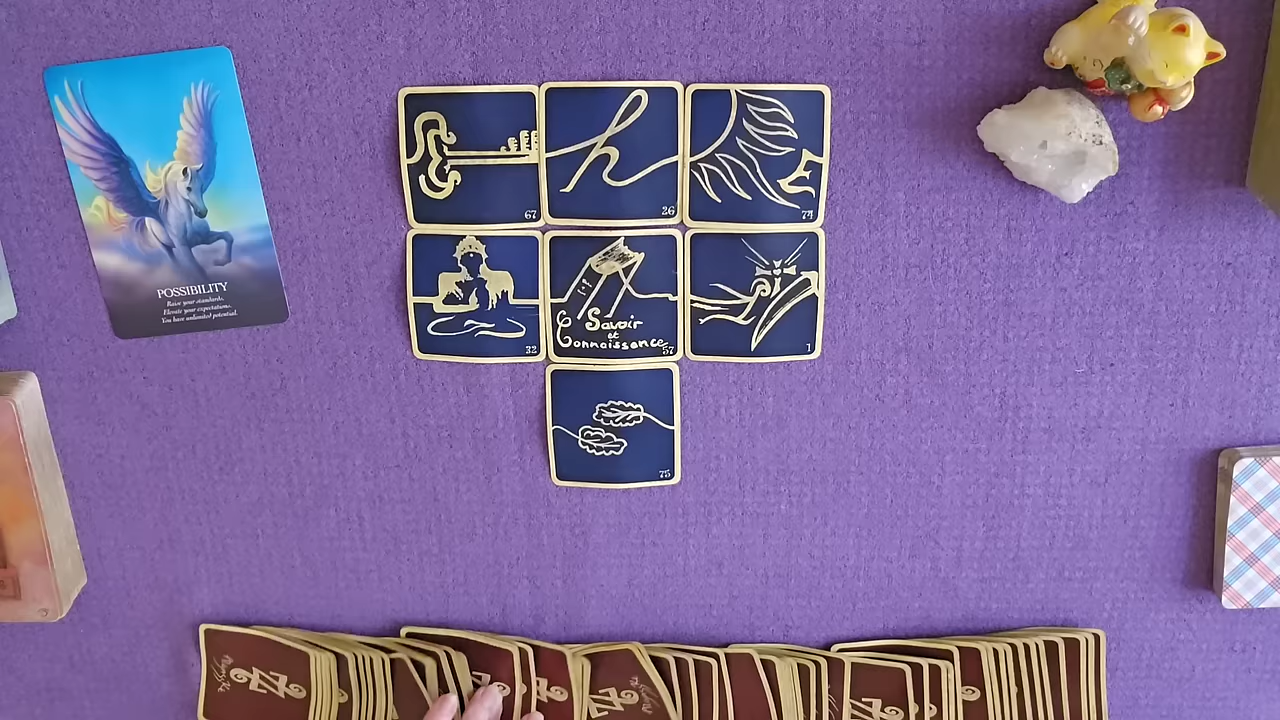 POSSIBILITY
Raise your standards.
Elevate your expectations.
You have unlimited potential.
67
h
26
74
32
Savoir
et
Connaissance
57
1
75